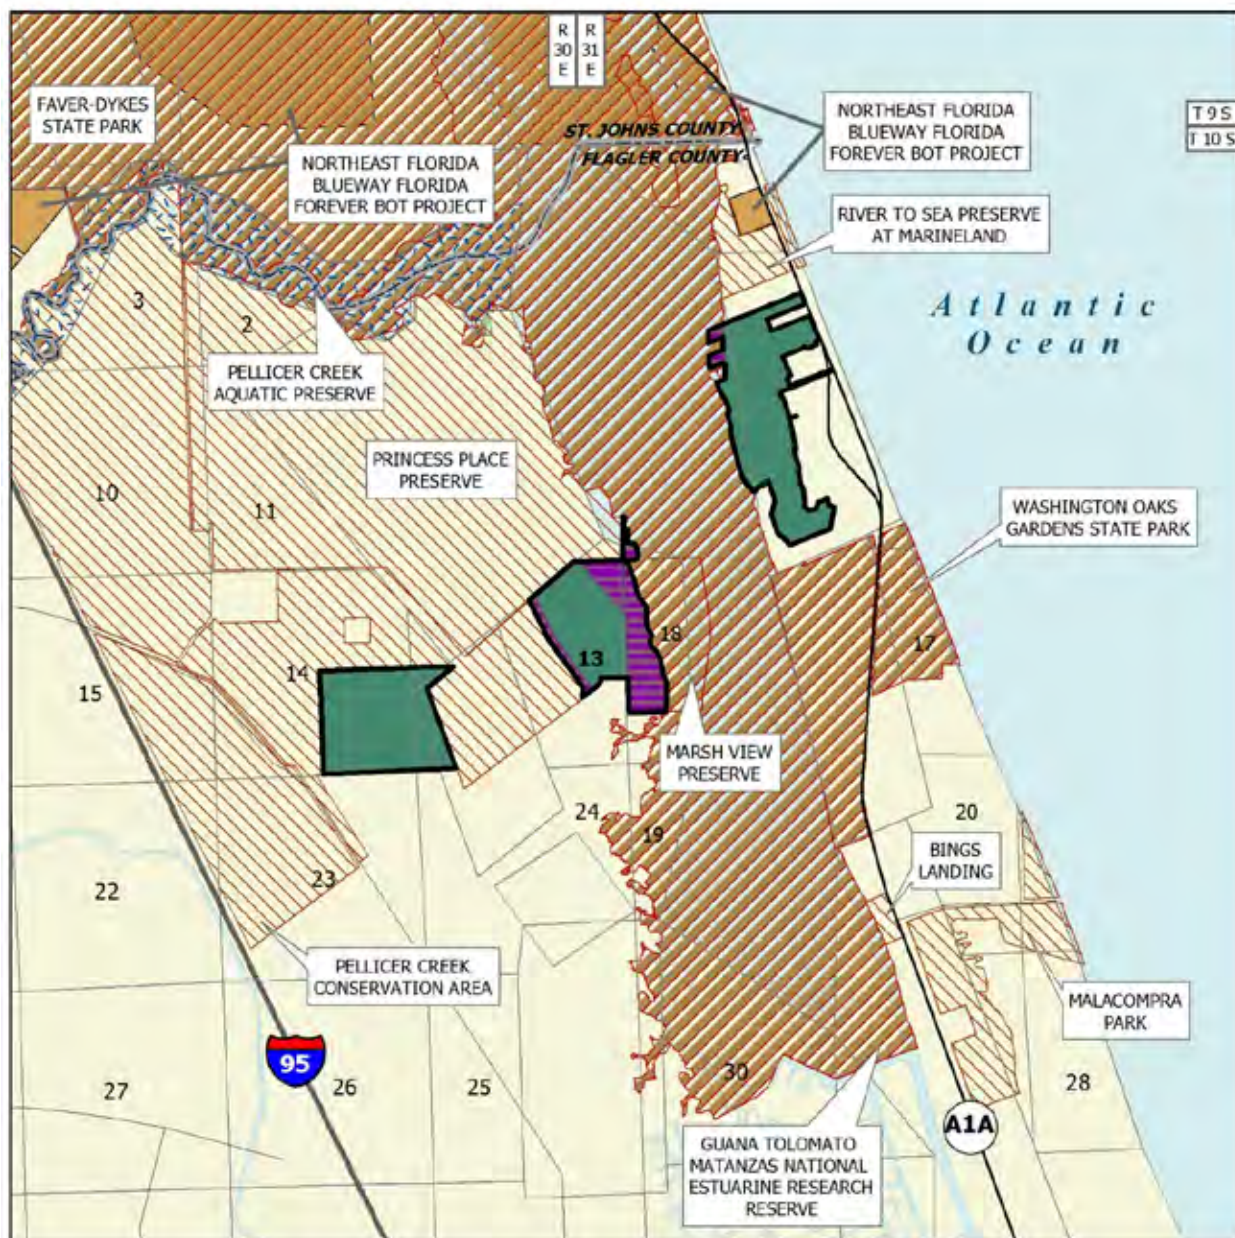 R
30
E
R
31
E
FAVER-DYKES
STATE PARK
NORTHEAST FLORIDA
BLUEWAY FLORIDA
FOREVER BOT PROJECT
ST. JOHNS COUNTY
FLAGLER COUNTY
NORTHEAST FLORIDA
BLUEWAY FLORIDA
FOREVER BOT PROJECT
T 9 S
T 10 S
RIVER TO SEA PRESERVE
AT MARINELAND
3
2
Atlantic
Ocean
PELLICER CREEK
AQUATIC PRESERVE
PRINCESS PLACE
PRESERVE
10
11
WASHINGTON OAKS
GARDENS STATE PARK
15
14
13
18
17
MARSH VIEW
PRESERVE
24
19
20
22
23
BINGS
LANDING
PELLICER CREEK
CONSERVATION AREA
MALACOMPRA
PARK
95
27
26
25
30
28
A1A
GUANA TOLOMATO
MATANZAS NATIONAL
ESTUARINE RESEARCH
RESERVE